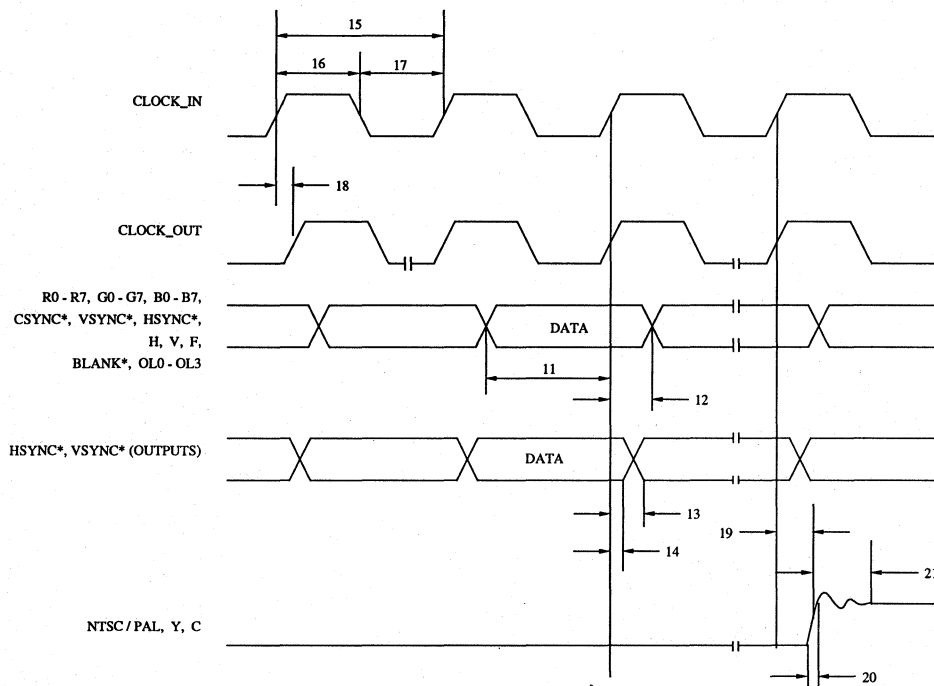 15
16
17
CLOCK_IN
18
CLOCK_OUT
R0 - R7, G0 - G7, B0 - B7,
CSYNC*, VSYNC*, HSYNC*,
H, V, F,
BLANK*, OL0 - OL3
DATA
11
12
HSYNC*, VSYNC* (OUTPUTS)
DATA
13
14
19
21
NTSC / PAL, Y, C
20